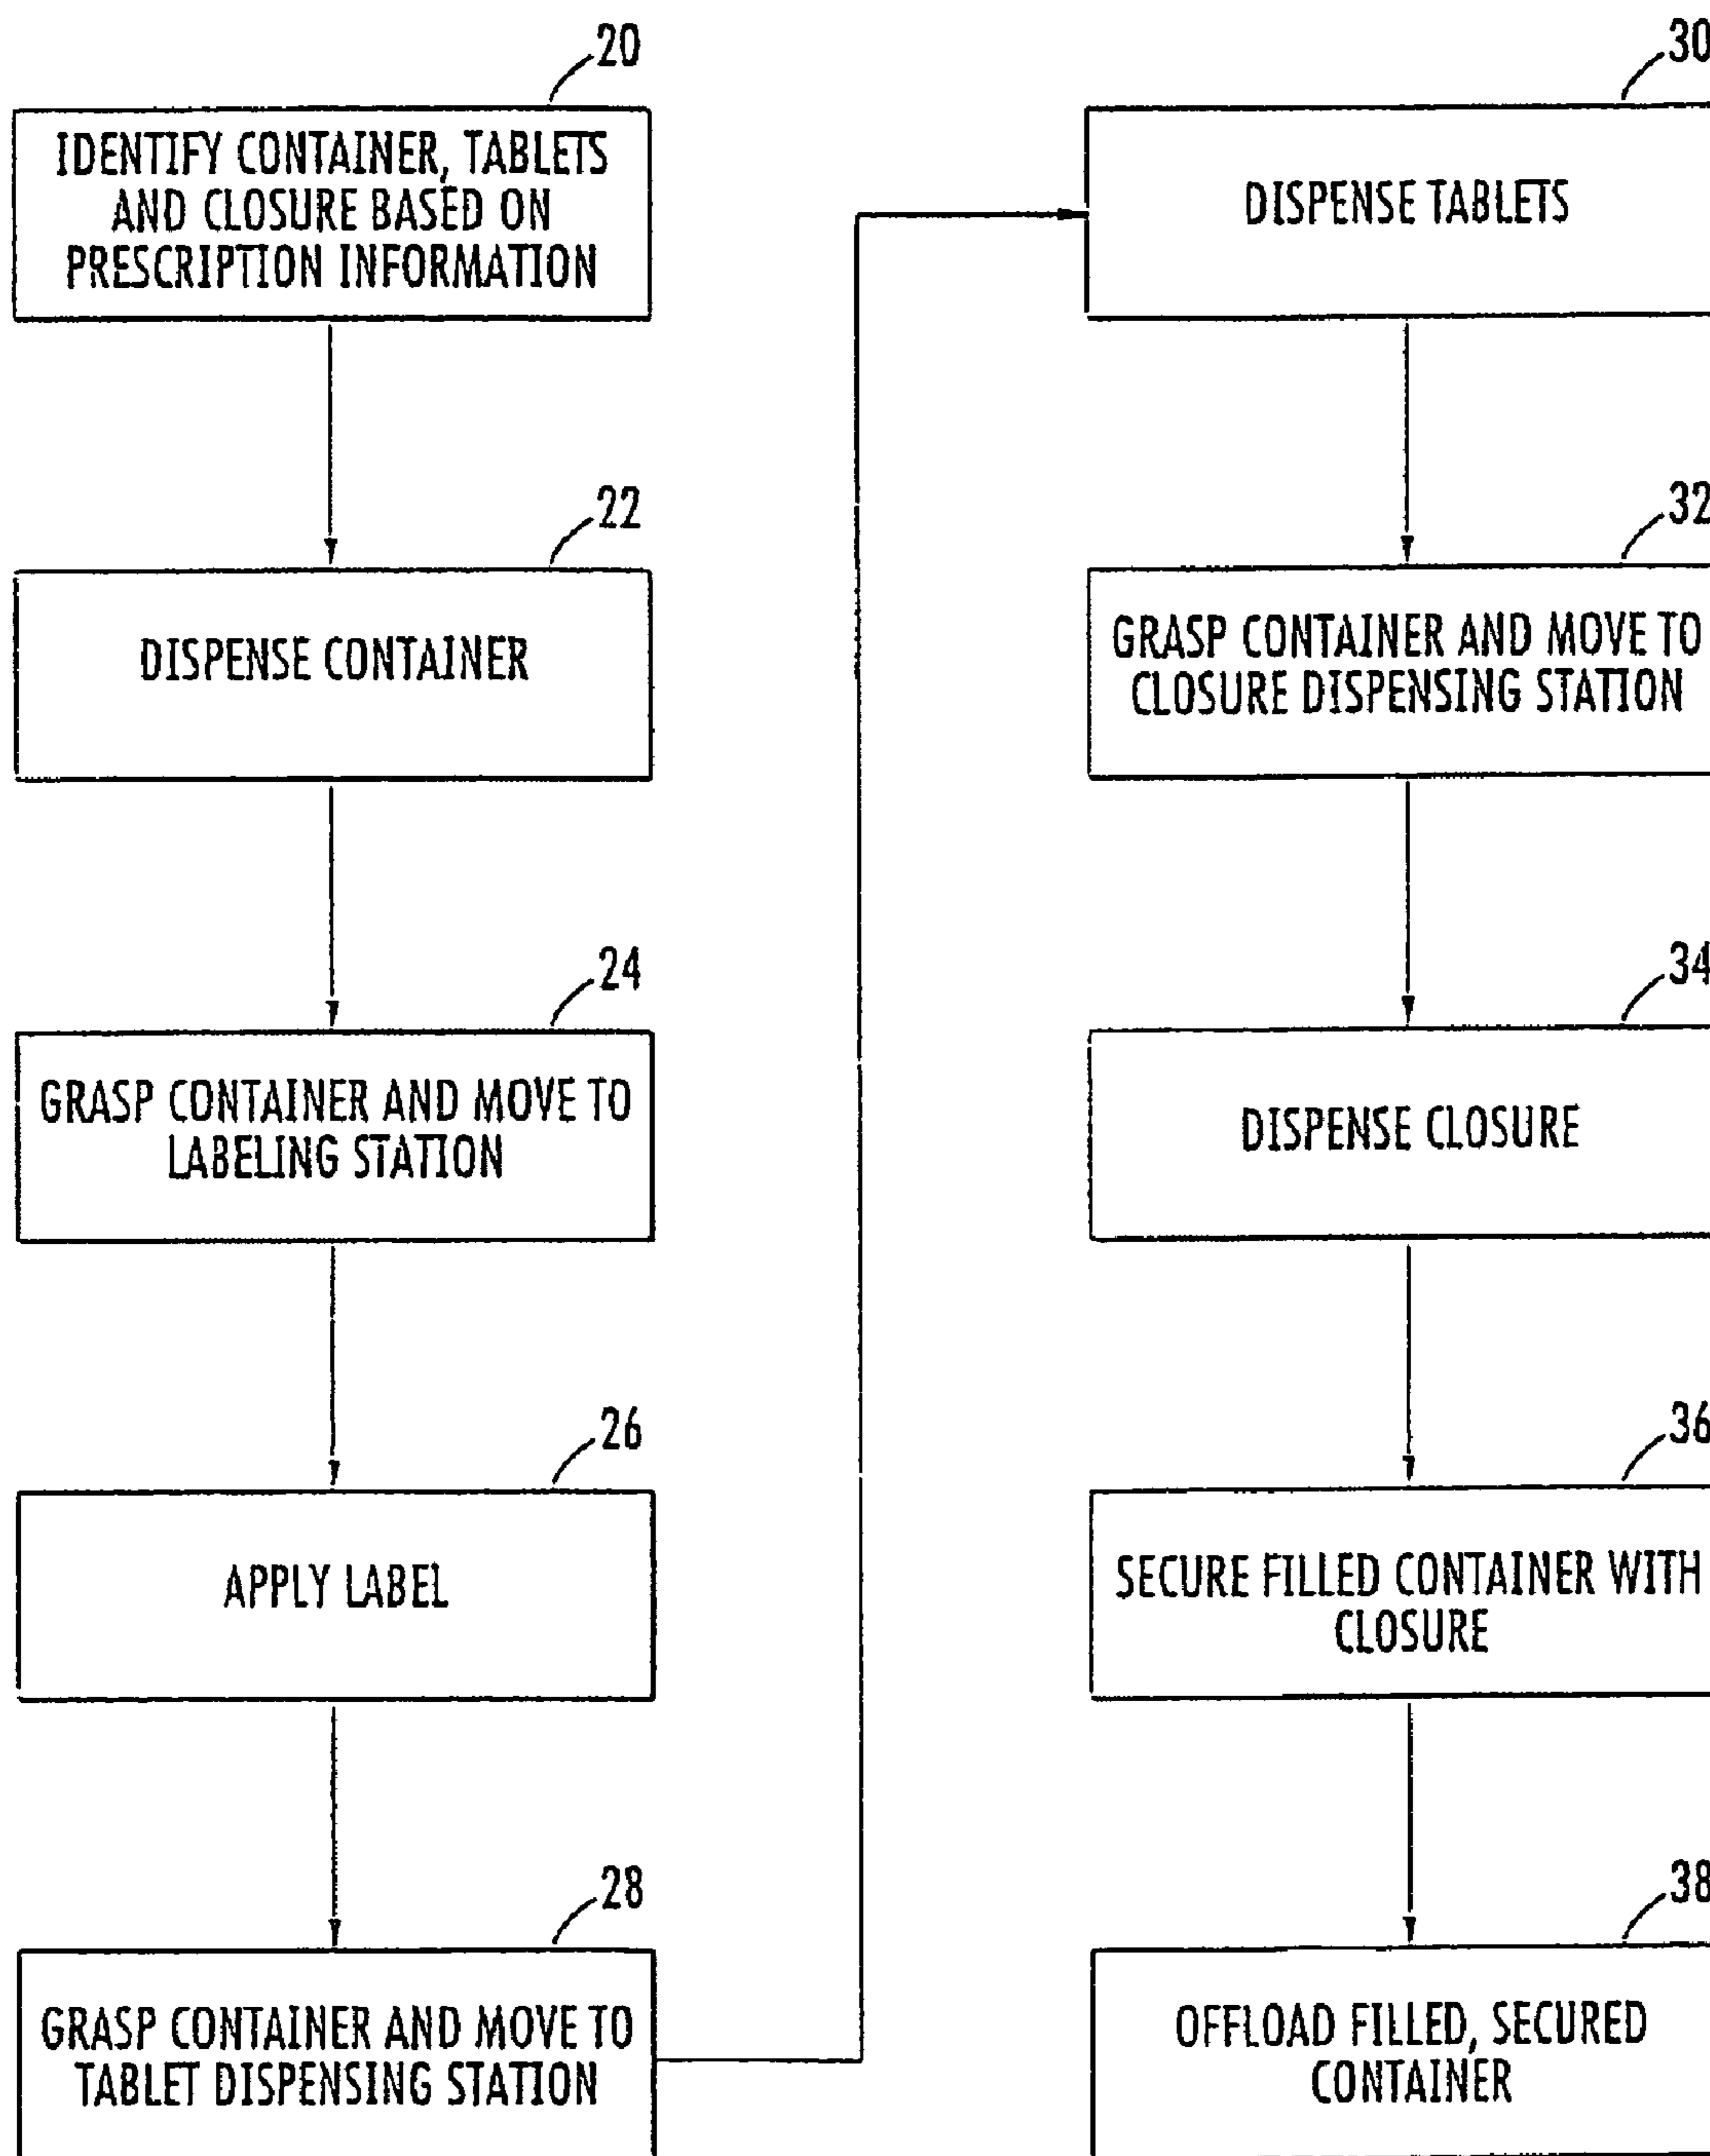 20
IDENTIFY CONTAINER, TABLETS
AND CLOSURE BASED ON
PRESCRIPTION INFORMATION
22
DISPENSE CONTAINER
24
GRASP CONTAINER AND MOVE TO
LABELING STATION
26
APPLY LABEL
28
GRASP CONTAINER AND MOVE TO
TABLET DISPENSING STATION
30
DISPENSE TABLETS
32
GRASP CONTAINER AND MOVE TO
CLOSURE DISPENSING STATION
34
DISPENSE CLOSURE
36
SECURE FILLED CONTAINER WITH
CLOSURE
38
OFFLOAD FILLED, SECURED
CONTAINER